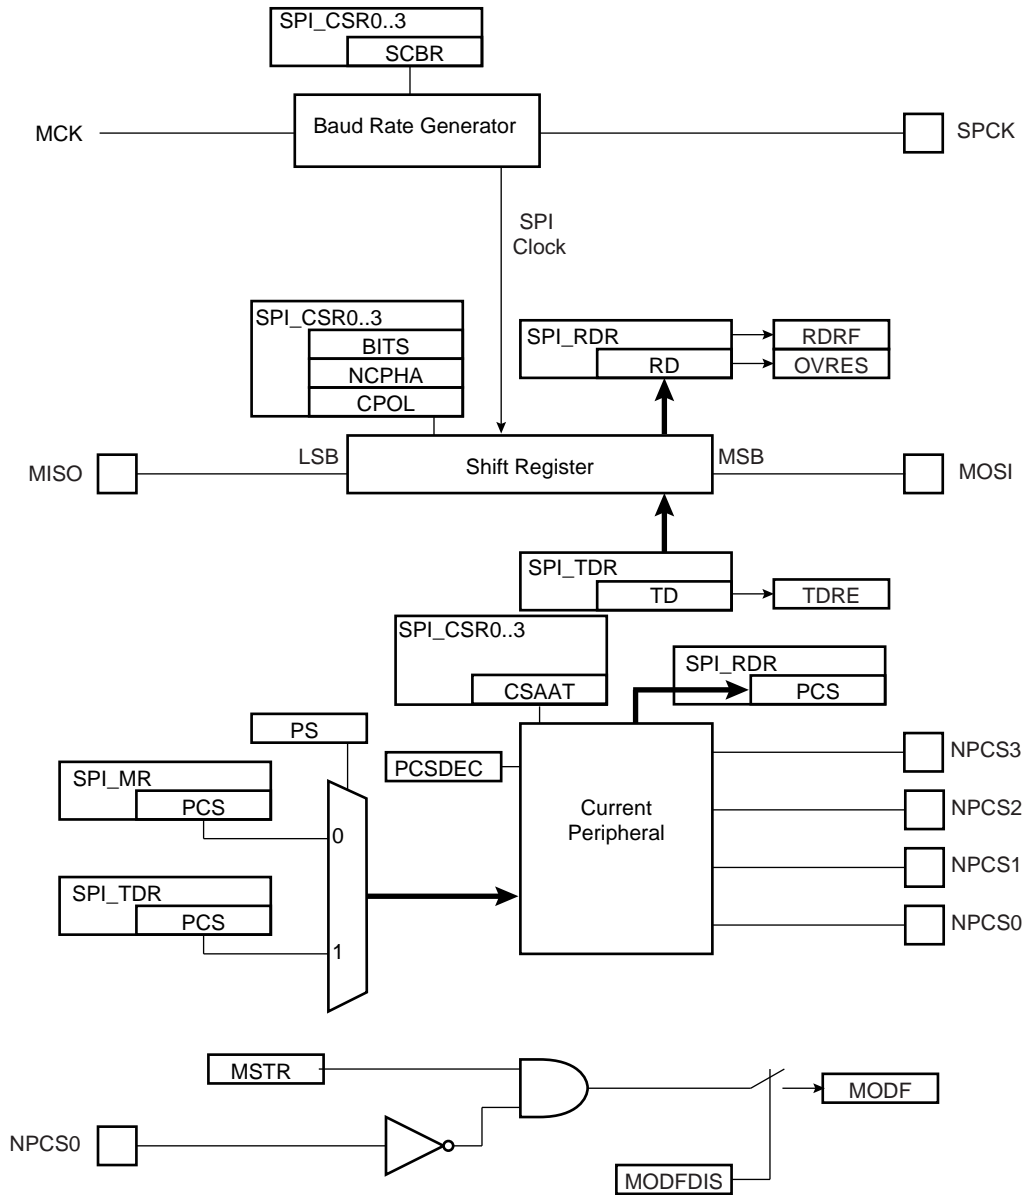 SPI_CSR0..3
SCBR
MCK
Baud Rate Generator
SPCK
SPI
Clock
SPI_CSR0..3
BITS
NCPHA
CPOL
SPI_RDR
RD
RDRF
OVRES
MISO
LSB
Shift Register
MSB
MOSI
SPI_TDR
TD
TDRE
SPI_CSR0..3
CSAAT
SPI_RDR
PCS
PS
PCSDEC
Current
Peripheral
NPCS3
SPI_MR
PCS
NPCS2
0
NPCS1
SPI_TDR
PCS
NPCS0
1
MSTR
MODF
NPCS0
MODFDIS